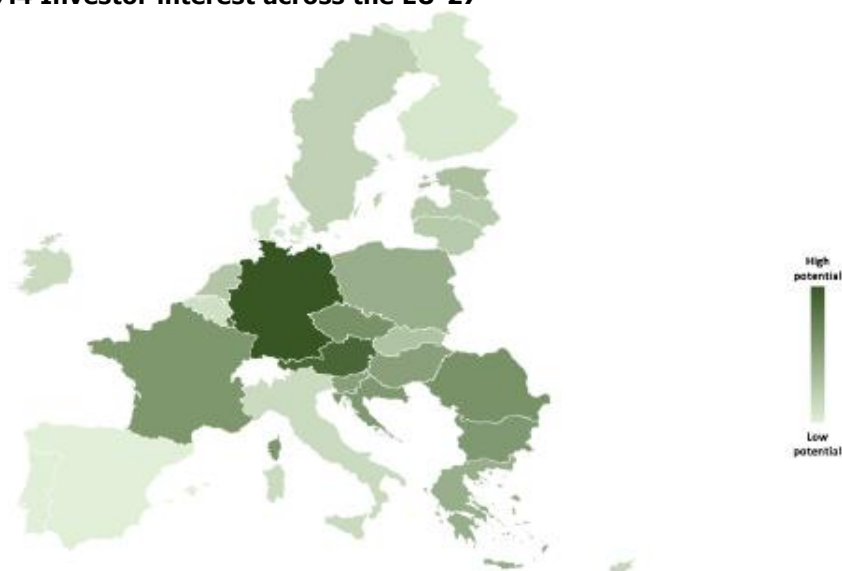 Investor interest across the EU-27
High
potential
Low
potential